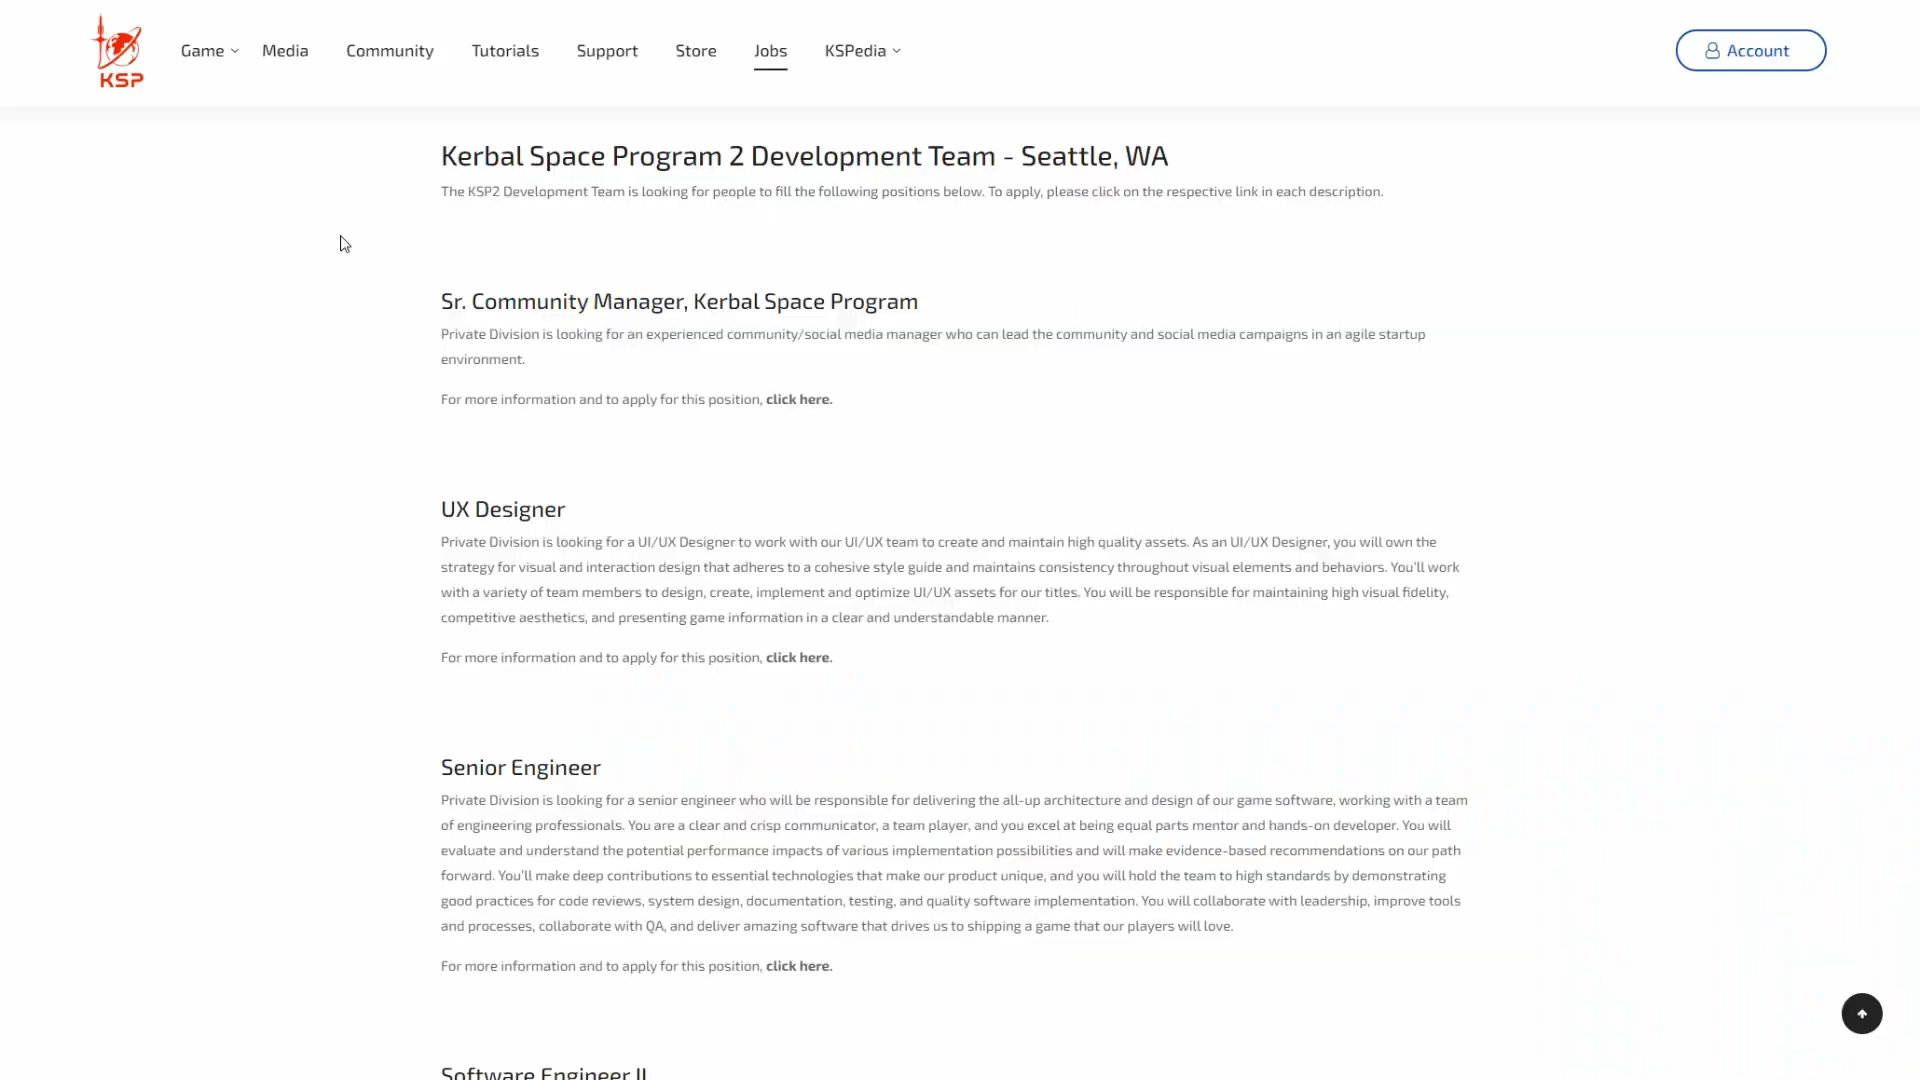 KSP
Game
Media
Community
Tutorials
Support
Store
Jobs
KSPedia
Account
Kerbal Space Program 2 Development Team - Seattle, WA
The KSP2 Development Team is looking for people to fill the following positions below. To apply, please click on the respective link in each description.
Sr. Community Manager, Kerbal Space Program
Private Division is looking for an experienced community/social media manager who can lead the community and social media campaigns in an agile startup
environment.
For more information and to apply for this position, click here.
UX Designer
Private Division is looking for a UI/UX Designer to work with our UI/UX team to create and maintain high quality assets. As an UI/UX Designer, you will own the
strategy for visual and interaction design that adheres to a cohesive style guide and maintains consistency throughout visual elements and behaviors. You'll work
with a variety of team members to design, create, implement and optimize UI/UX assets for our titles. You will be responsible for maintaining high visual fidelity,
competitive aesthetics, and presenting game information in a clear and understandable manner.
For more information and to apply for this position, click here.
Senior Engineer
Private Division is looking for a senior engineer who will be responsible for delivering the all-up architecture and design of our game software, working with a team
of engineering professionals. You are a clear and crisp communicator, a team player, and you excel at being equal parts mentor and hands-on developer. You will
evaluate and understand the potential performance impacts of various implementation possibilities and will make evidence-based recommendations on our path
forward. You'll make deep contributions to essential technologies that make our product unique, and you will hold the team to high standards by demonstrating
good practices for code reviews, system design, documentation, testing, and quality software implementation. You will collaborate with leadership, improve tools
and processes, collaborate with QA, and deliver amazing software that drives us to shipping a game that our players will love.
For more information and to apply for this position, click here.
Software Engineer II